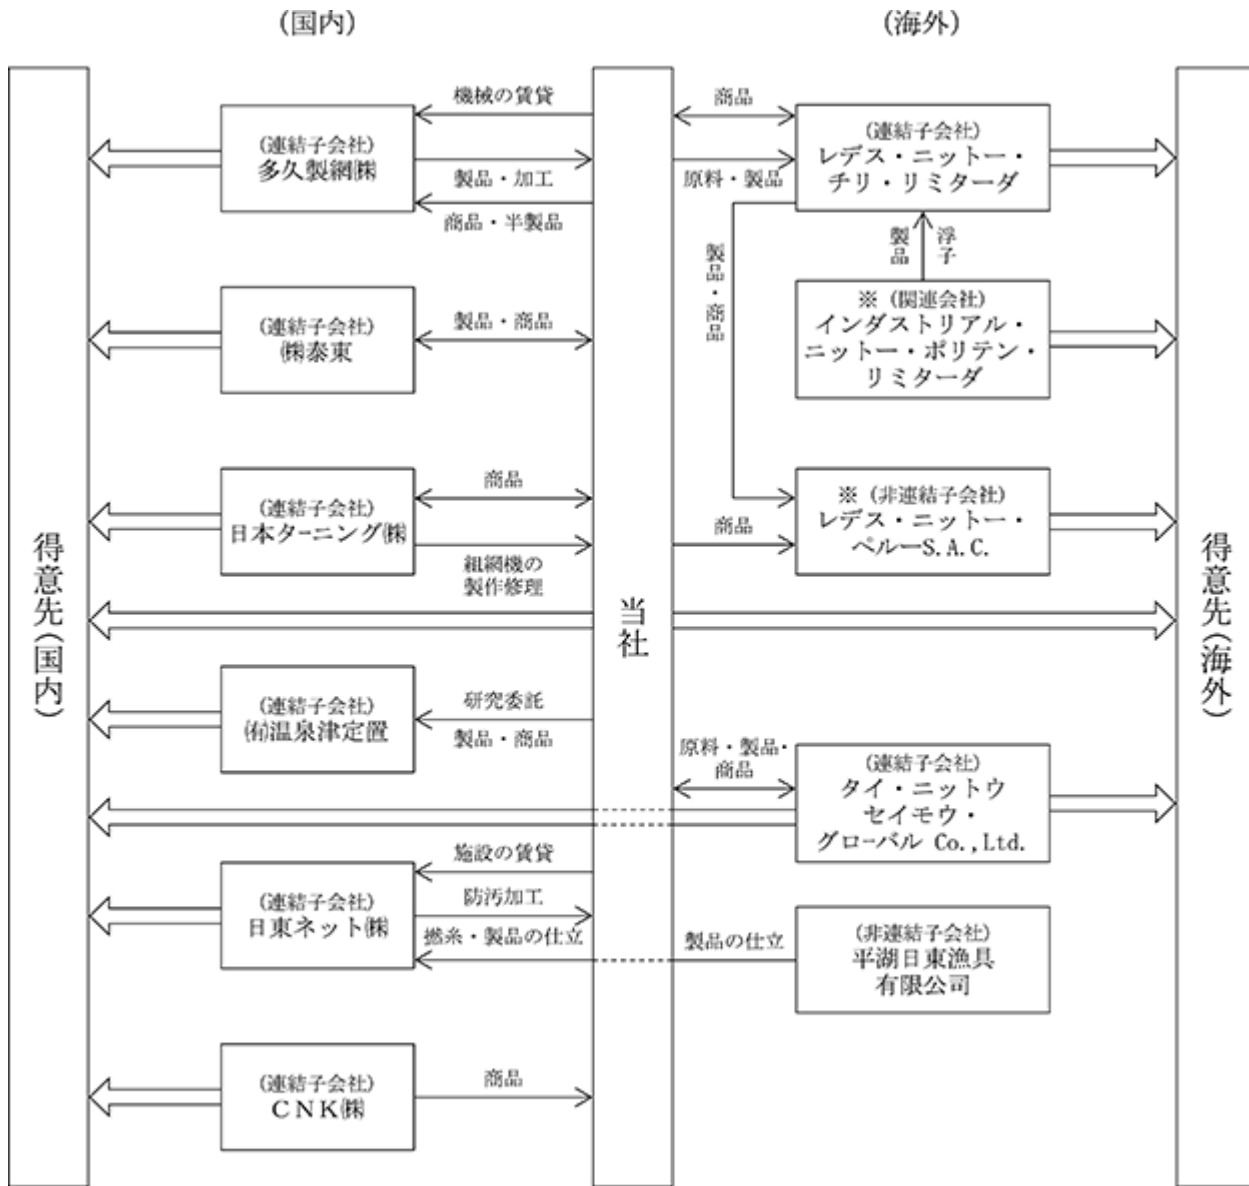 (国内)
(海外)
得意先(国内)
機械の賃貸
(連結子会社)
多久製網㈱
製品・加工
商品・半製品
(連結子会社)
㈱泰東
製品・商品
(連結子会社)
日本ターニング㈱
商品
組網機の
製作修理
(連結子会社)
㈲温泉津定置
研究委託
製品・商品
(連結子会社)
日東ネット㈱
施設の賃貸
防汚加工
撚糸・製品の仕立
(連結子会社)
CNK㈱
商品
当社
商品
原料・製品
(連結子会社)
レデス・ニットー・
チリ・リミターダ
製品・商品
浮子
製品
※(関連会社)
インダストリアル・
ニットー・ポリテン・
リミターダ
※(非連結子会社)
レデス・ニットー・
ペルーS.A.C.
商品
原料・製品・
商品
(連結子会社)
タイ・ニットウ
セイモウ・
グローバル Co.,Ltd.
製品の仕立
(非連結子会社)
平湖日東漁具
有限公司
得意先(海外)